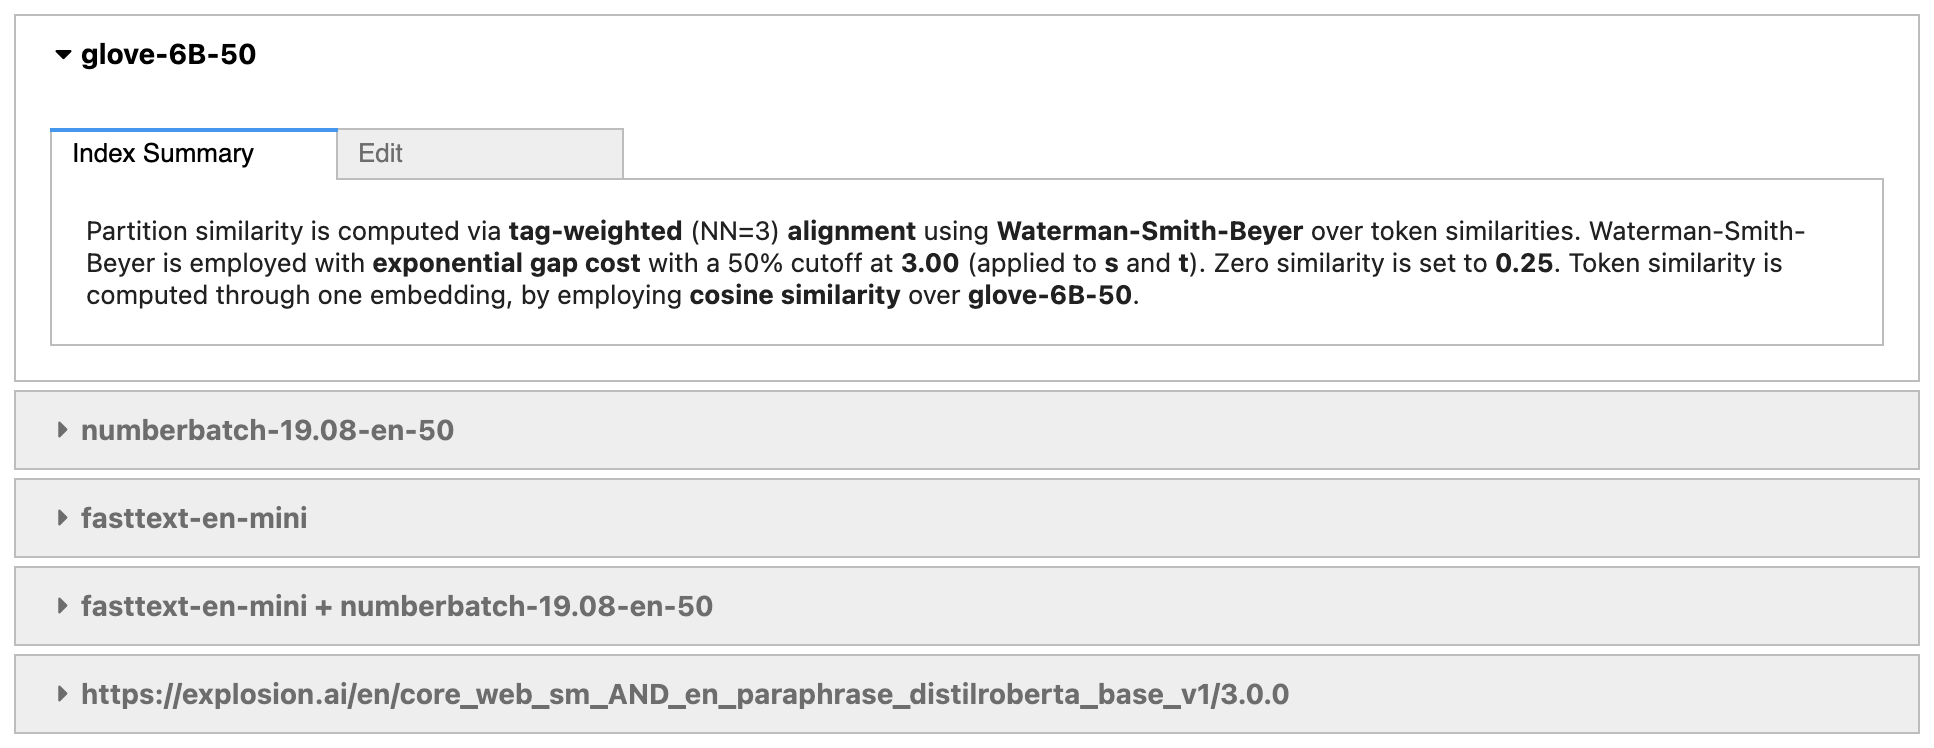 glove-6B-50
Index Summary
Edit
Partition similarity is computed via tag-weighted (NN=3) alignment using Waterman-Smith-Beyer over token similarities. Waterman-Smith-
Beyer is employed with exponential gap cost with a 50% cutoff at 3.00 (applied to s and t). Zero similarity is set to 0.25. Token similarity is
computed through one embedding, by employing cosine similarity over glove-6B-50.
numberbatch-19.08-en-50
fasttext-en-mini
fasttext-en-mini + numberbatch-19.08-en-50
https://explosion.ai/en/core_web_sm_AND_en_paraphrase_distilroberta_base_v1/3.0.0